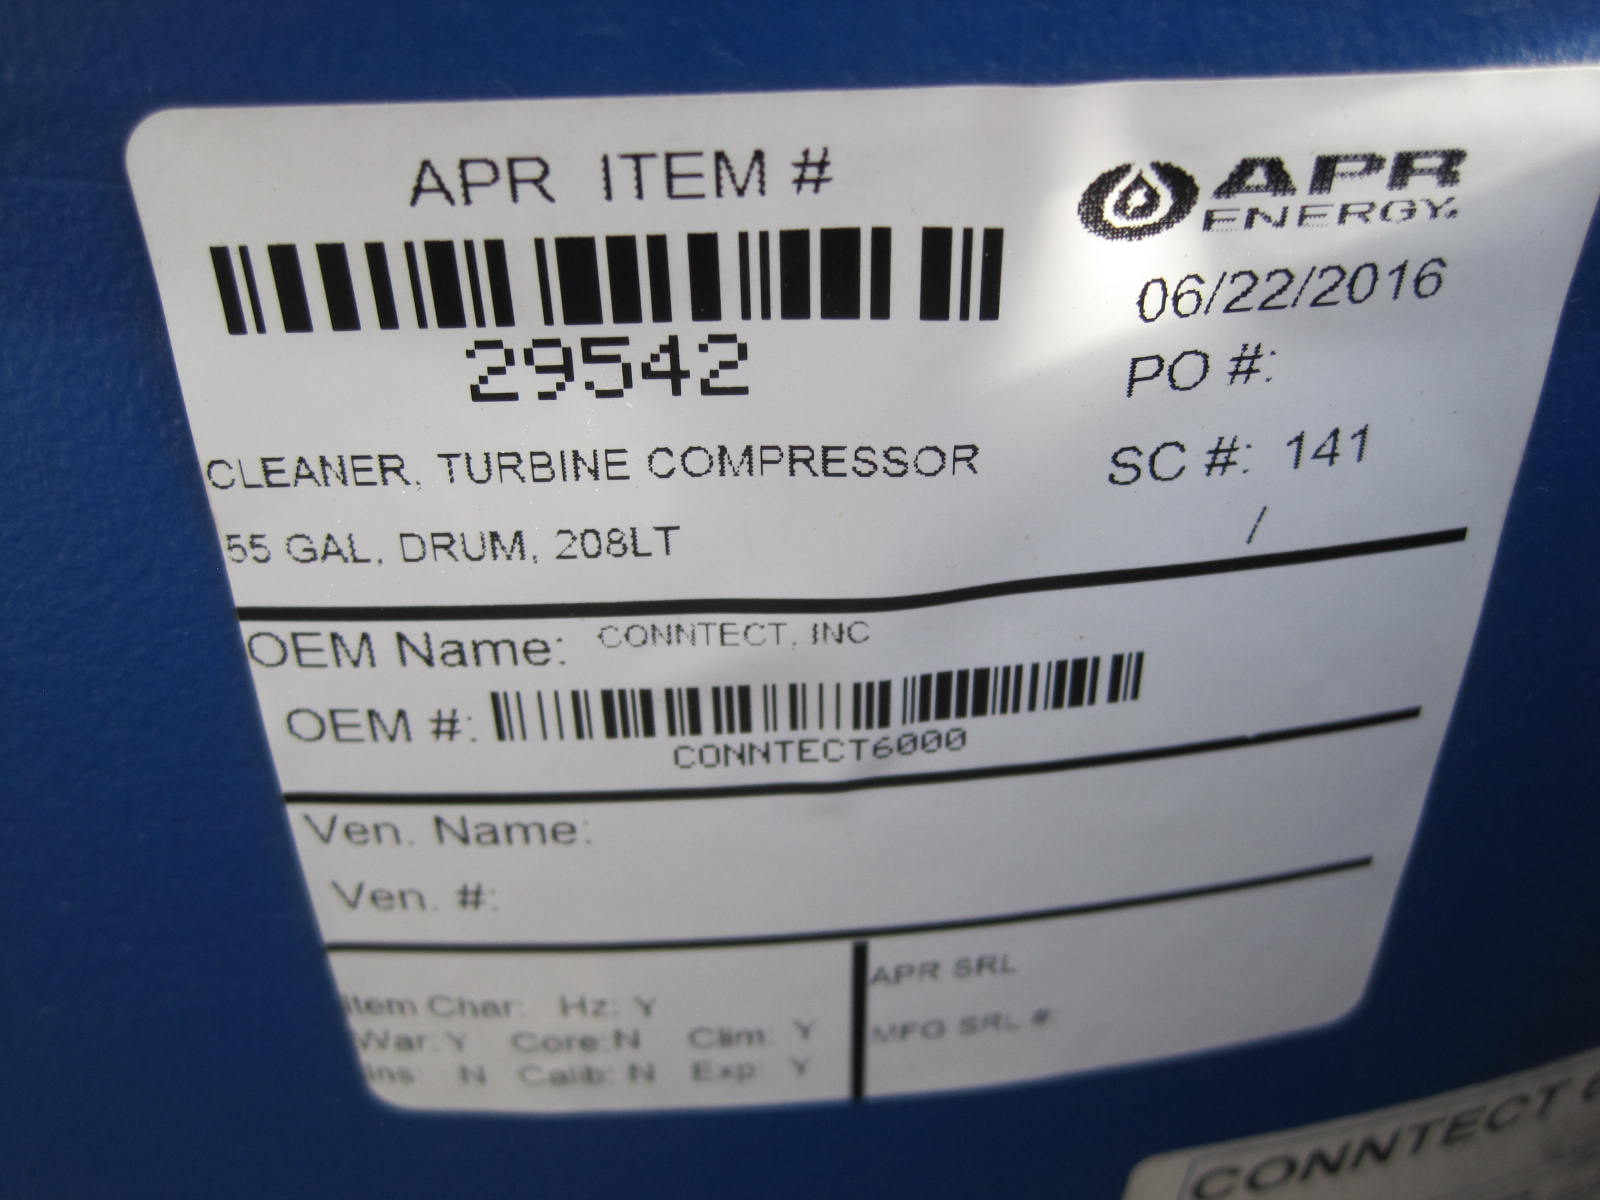 APR ITEM #
APR
ENERGY.
06/22/2016
29542
PO #:
CLEANER, TURBINE COMPRESSOR
SC #: 141
55 GAL, DRUM, 208LT
/
OEM Name: CONNTECT, INC
OEM #:
CONNTECT6000
Ven. Name:
Ven. #:
Item Char: Hz: Y
War: Y Core:N Clim: Y
Ins: N Calib: N Exp: Y
APR SRL
MFG SRL #:
CONNTECT